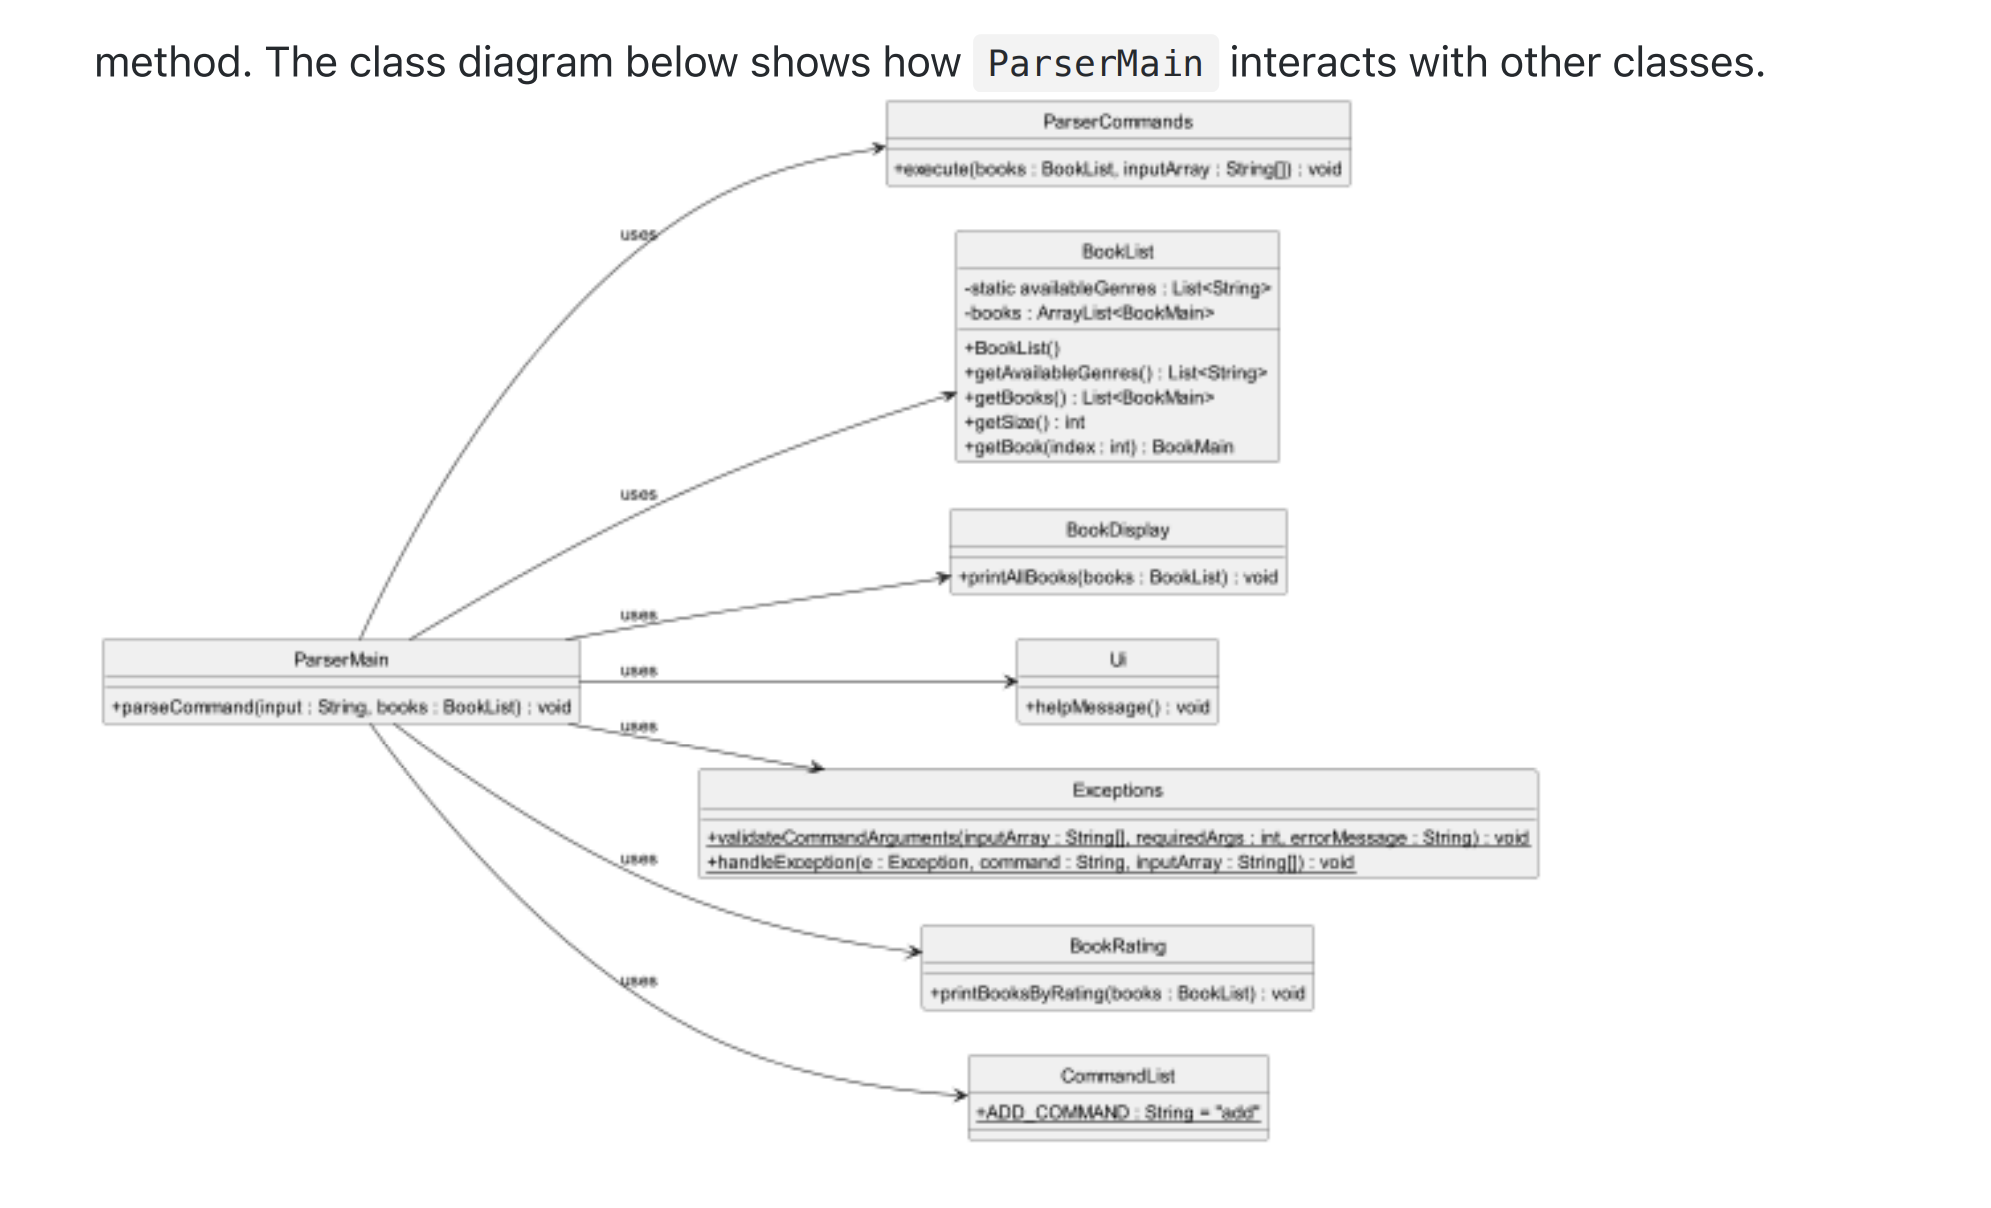 method. The class diagram below shows how ParserMain interacts with other classes.
ParserCommands
+execute(books : BookList, inputArray : String[]) : void
uses
BookList
-static availableGenres : List<String>
-books : ArrayList<BookMain>
+BookList()
+getAvailableGenres() : List<String>
+getBooks() : List<BookMain>
+getSize() : int
+getBook(index : int) : BookMain
uses
BookDisplay
+printAllBooks(books : BookList) : void
uses
ParserMain
+parseCommand(input : String, books : BookList) : void
uses
Ui
+helpMessage() : void
uses
Exceptions
+validateCommandArguments(inputArray : String[], requiredArgs : int, errorMessage : String) : void
+handleException(e : Exception, command : String, inputArray : String[]) : void
uses
BookRating
+printBooksByRating(books : BookList) : void
uses
CommandList
+ADD_COMMAND : String = "add"